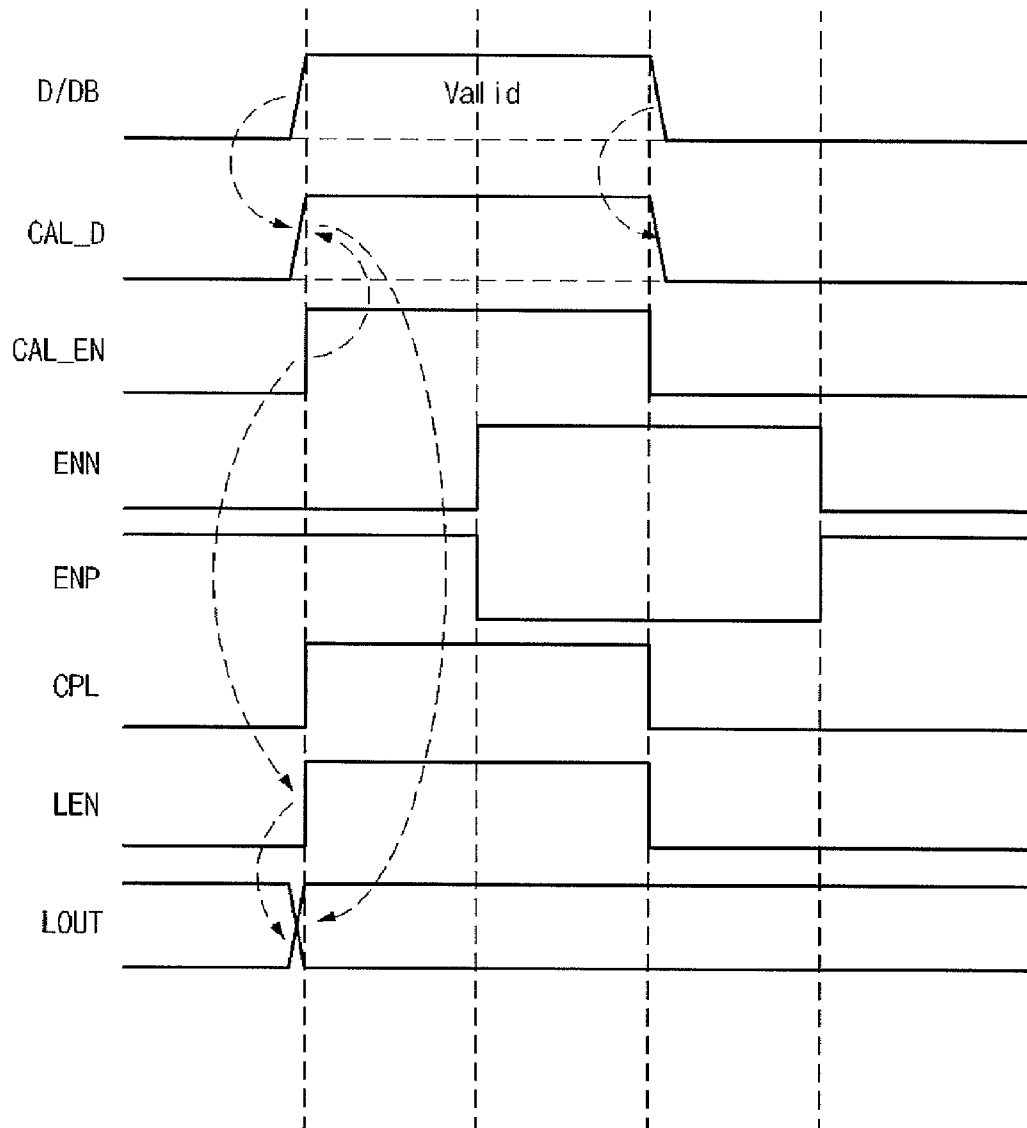 D/DB
Valid
CAL_D
CAL_EN
ENN
ENP
CPL
LEN
LOUT